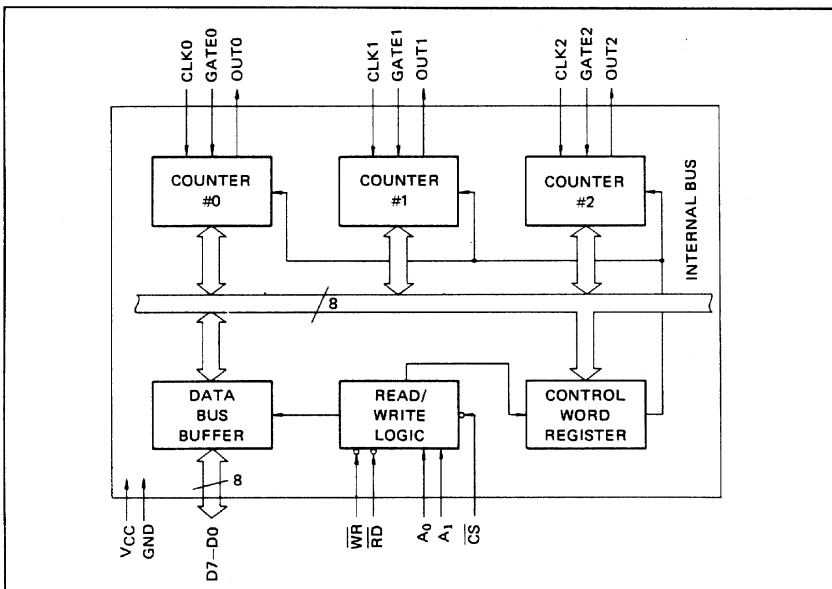 CLK0
GATE0
OUT0
CLK1
GATE1
OUT1
CLK2
GATE2
OUT2
COUNTER
#0
COUNTER
#1
COUNTER
#2
INTERNAL BUS
8
DATA
BUS
BUFFER
READ/
WRITE
LOGIC
CONTROL
WORD
REGISTER
8
VCC
GND
D7–D0
WR
RD
A0
A1
CS